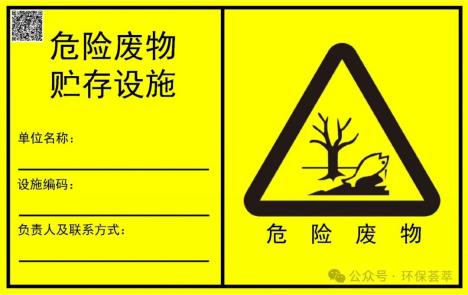 危险废物
贮存设施
单位名称：
设施编码：
负责人及联系方式：
危险废物
公众号·环保荟萃